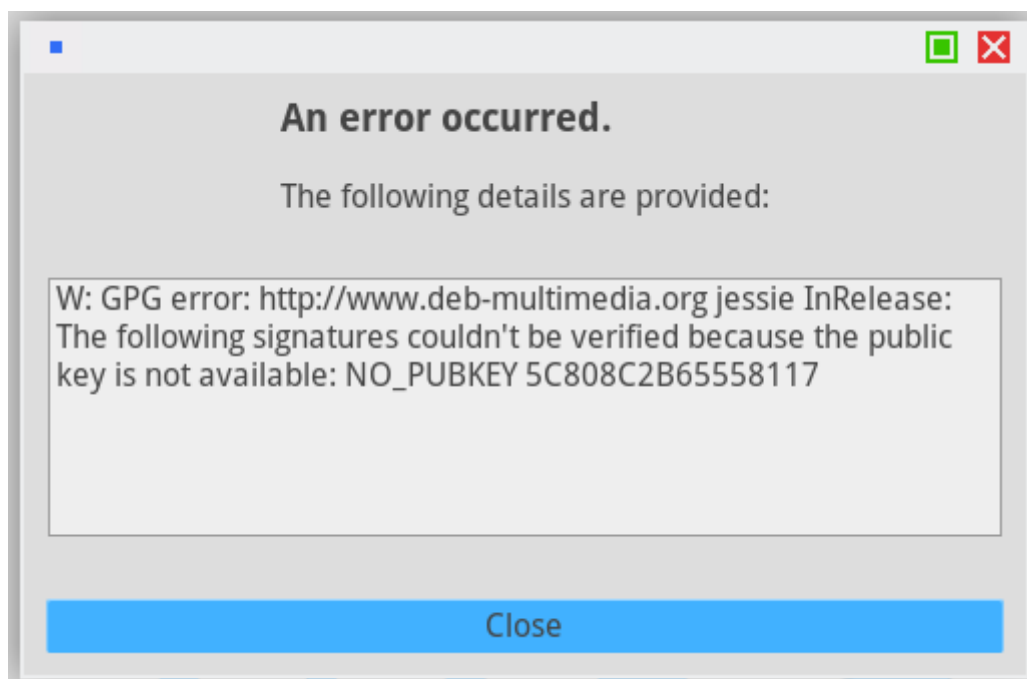 An error occurred.
The following details are provided:
W: GPG error: http://www.deb-multimedia.org jessie InRelease:
The following signatures couldn't be verified because the public
key is not available: NO_PUBKEY 5C808C2B65558117
Close